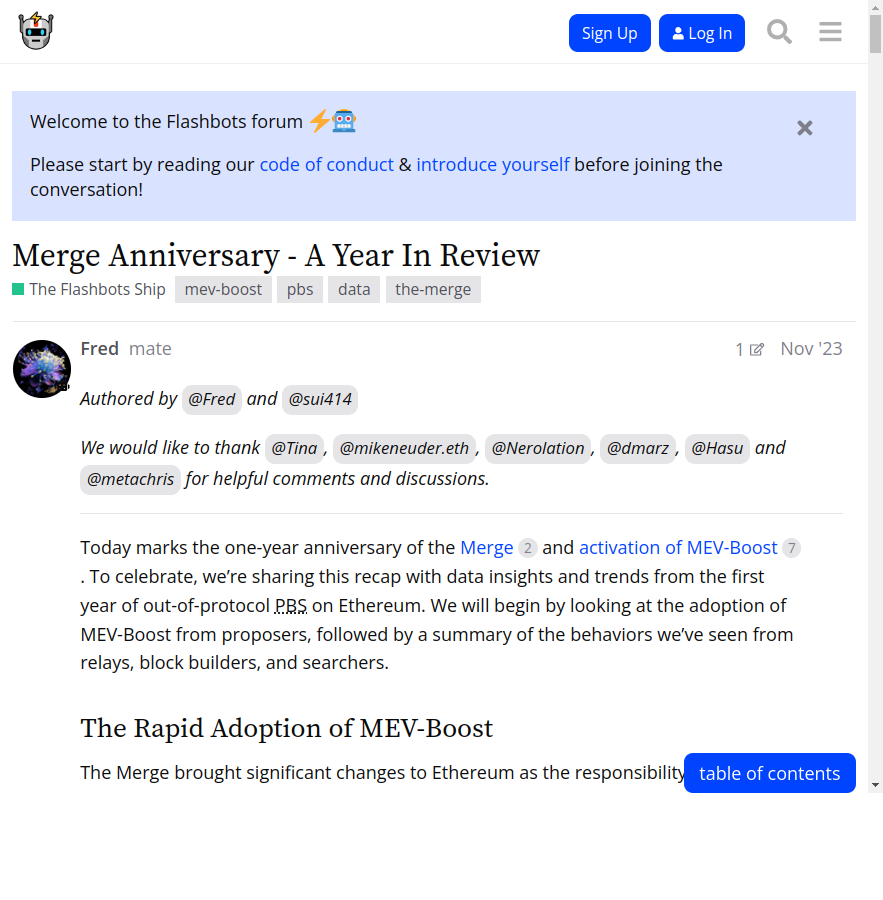 Sign Up
Log In
Welcome to the Flashbots forum
Please start by reading our code of conduct & introduce yourself before joining the
conversation!
Merge Anniversary - A Year In Review
The Flashbots Ship mev-boost pbs data the-merge
Fred mate 1 Nov '23
Authored by @Fred and @sui414
We would like to thank @Tina, @mikeneuder.eth, @Nerolation, @dmarz, @Hasu and
@metachris for helpful comments and discussions.
Today marks the one-year anniversary of the Merge 2 and activation of MEV-Boost 7
. To celebrate, we’re sharing this recap with data insights and trends from the first
year of out-of-protocol PBS on Ethereum. We will begin by looking at the adoption of
MEV-Boost from proposers, followed by a summary of the behaviors we’ve seen from
relays, block builders, and searchers.
The Rapid Adoption of MEV-Boost
The Merge brought significant changes to Ethereum as the responsibility
table of contents